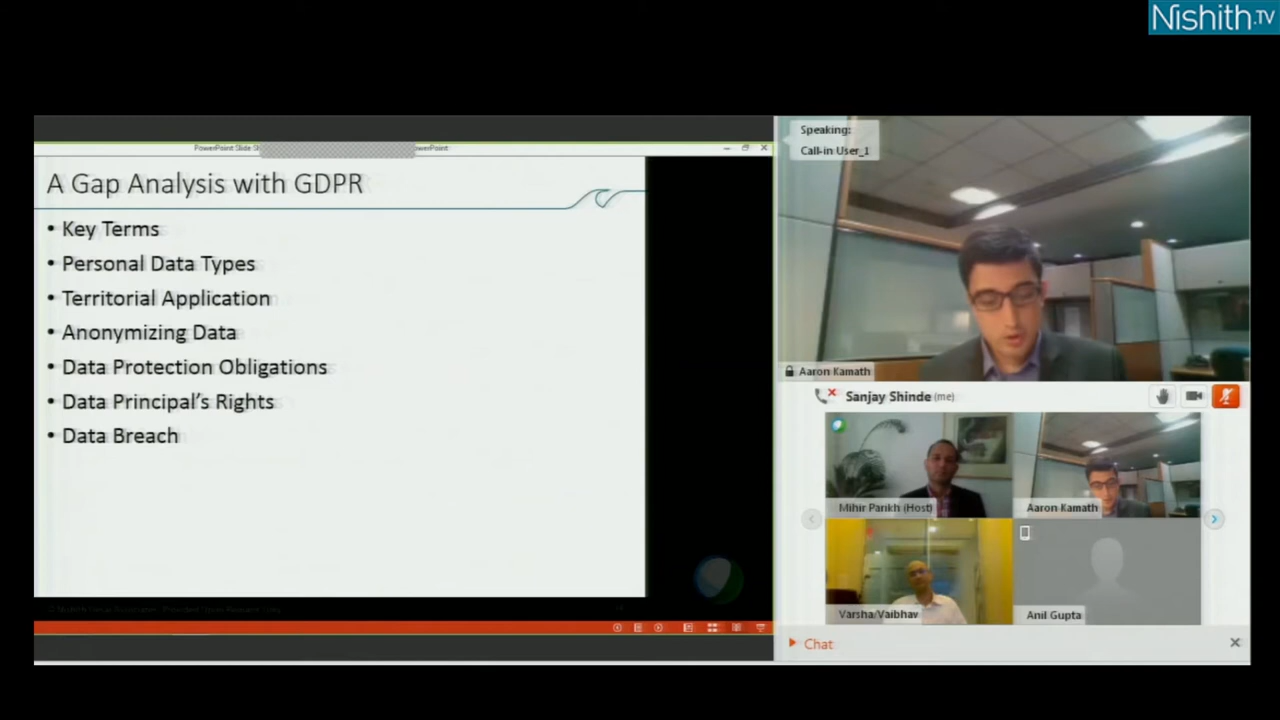 Nishith.TV
PowerPoint Slide
Speaking:
Call-in User_1
A Gap Analysis with GDPR
• Key Terms
• Personal Data Types
• Territorial Application
• Anonymizing Data
• Data Protection Obligations
• Data Principal's Rights
• Data Breach
Aaron Kamath
Sanjay Shinde (me)
Mihir Parikh (Host)
Aaron Kamath
Varsha/Vaibhav
Anil Gupta
Chat